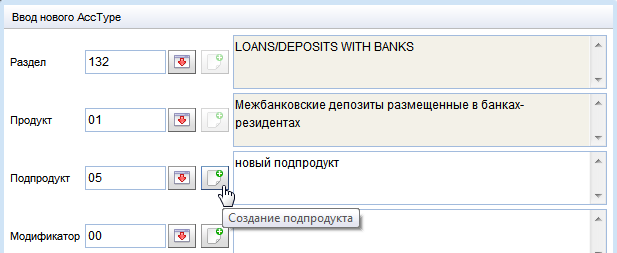 Ввод нового AccType
Раздел 132 LOANS/DEPOSITS WITH BANKS
Продукт 01 Межбанковские депозиты размещенные в банках-
резидентах
Подпродукт 05 новый подпродукт
Создание подпродукта
Модификатор 00